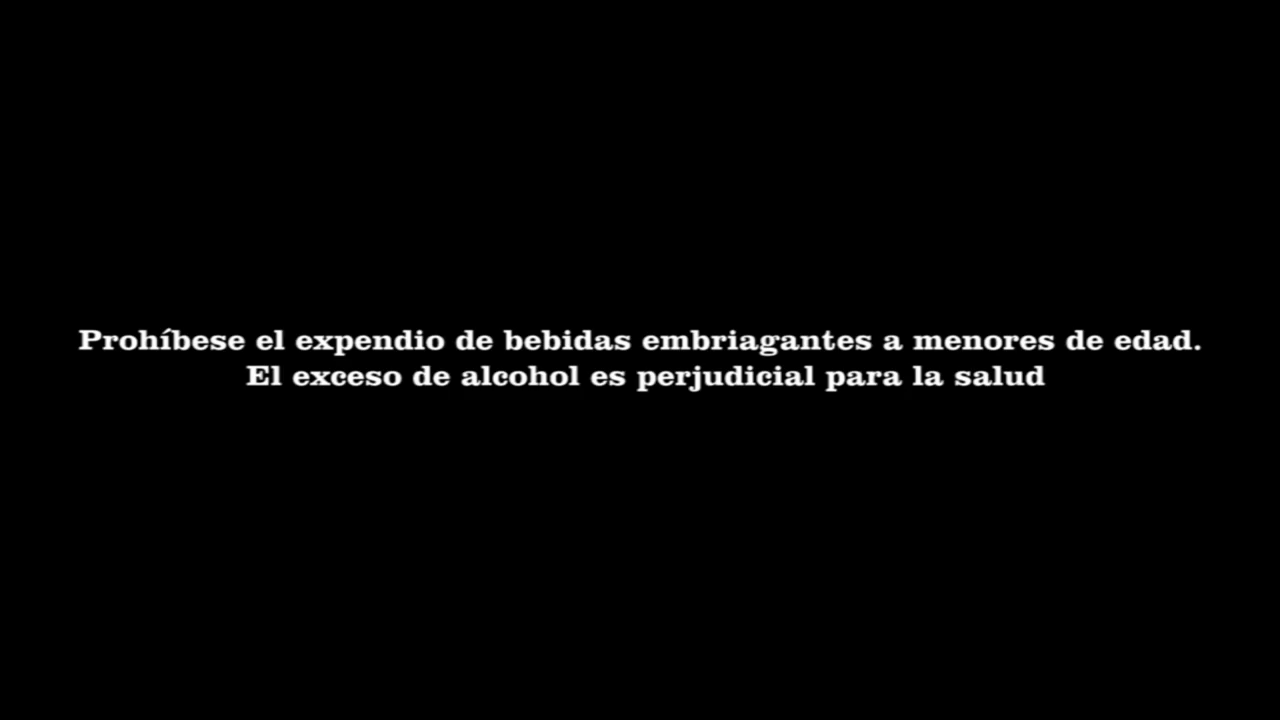 Prohíbese el expendio de bebidas embriagantes a menores de edad.
El exceso de alcohol es perjudicial para la salud